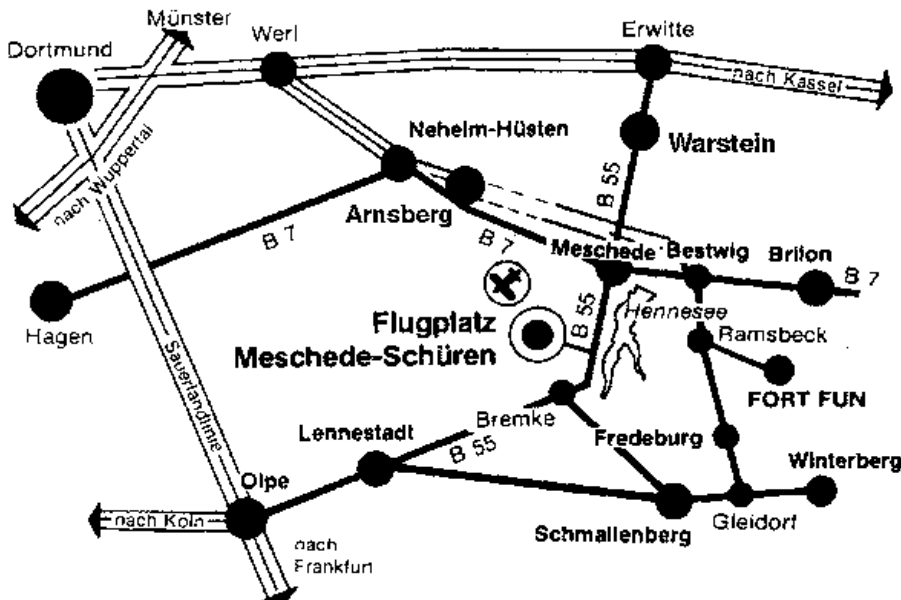 Münster
Dortmund
Werl
Erwitte
nach Kassel
Nehelm-Hüsten
Warstein
nach Wuppertal
B 55
Arnsberg
B 7
B 7
Meschede
Bestwig
Brilon
B 7
Hagen
Flugplatz
Meschede-Schüren
B 55
Hennesee
Ramsbeck
FORT FUN
Sauerlandlinie
Bremke
Lennestadt
B 55
Fredeburg
Winterberg
Olpe
nach Köln
Schmallenberg
Gleidorf
nach
Frankfurt